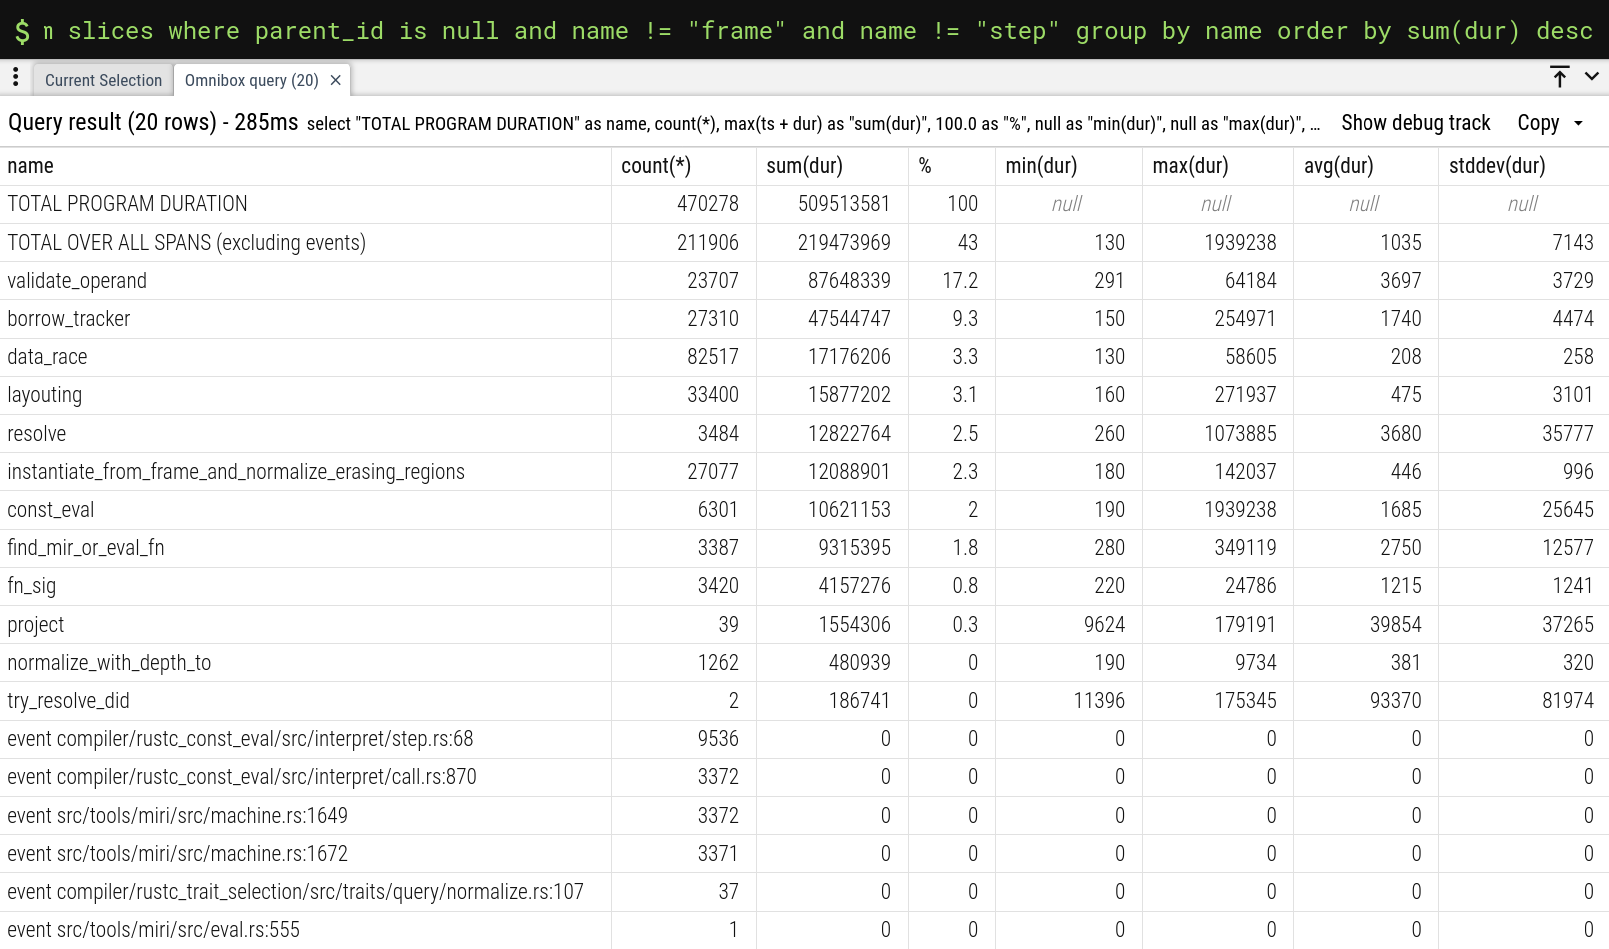 $ m slices where parent_id is null and name != "frame" and name != "step" group by name order by sum(dur) desc
Current Selection Omnibox query (20) ×
Query result (20 rows) - 285ms select "TOTAL PROGRAM DURATION" as name, count(*), max(ts + dur) as "sum(dur)", 100.0 as "%", null as "min(dur)", null as "max(dur)", ... Show debug track Copy
name count(*) sum(dur) % min(dur) max(dur) avg(dur) stddev(dur)
TOTAL PROGRAM DURATION 470278 509513581 100 null null null null
TOTAL OVER ALL SPANS (excluding events) 211906 219473969 43 130 1939238 1035 7143
validate_operand 23707 87648339 17.2 291 64184 3697 3729
borrow_tracker 27310 47544747 9.3 150 254971 1740 4474
data_race 82517 17176206 3.3 130 58605 208 258
layouting 33400 15877202 3.1 160 271937 475 3101
resolve 3484 12822764 2.5 260 1073885 3680 35777
instantiate_from_frame_and_normalize_erasing_regions 27077 12088901 2.3 180 142037 446 996
const_eval 6301 10621153 2 190 1939238 1685 25645
find_mir_or_eval_fn 3387 9315395 1.8 280 349119 2750 12577
fn_sig 3420 4157276 0.8 220 24786 1215 1241
project 39 1554306 0.3 9624 179191 39854 37265
normalize_with_depth_to 1262 480939 0 190 9734 381 320
try_resolve_did 2 186741 0 11396 175345 93370 81974
event compiler/rustc_const_eval/src/interpret/step.rs:68 9536 0 0 0 0 0 0
event compiler/rustc_const_eval/src/interpret/call.rs:870 3372 0 0 0 0 0 0
event src/tools/miri/src/machine.rs:1649 3372 0 0 0 0 0 0
event src/tools/miri/src/machine.rs:1672 3371 0 0 0 0 0 0
event compiler/rustc_trait_selection/src/traits/query/normalize.rs:107 37 0 0 0 0 0 0
event src/tools/miri/src/eval.rs:555 1 0 0 0 0 0 0